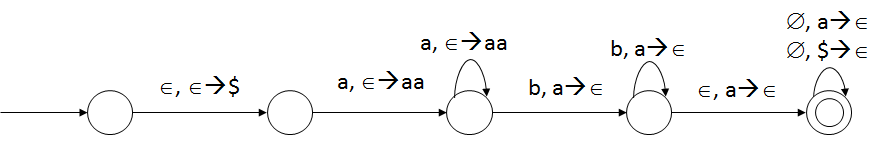 ∈, ∈→$
a, ∈→aa
a, ∈→aa
b, a→∈
b, a→∈
∈, a→∈
∅, a→∈
∅, $→∈